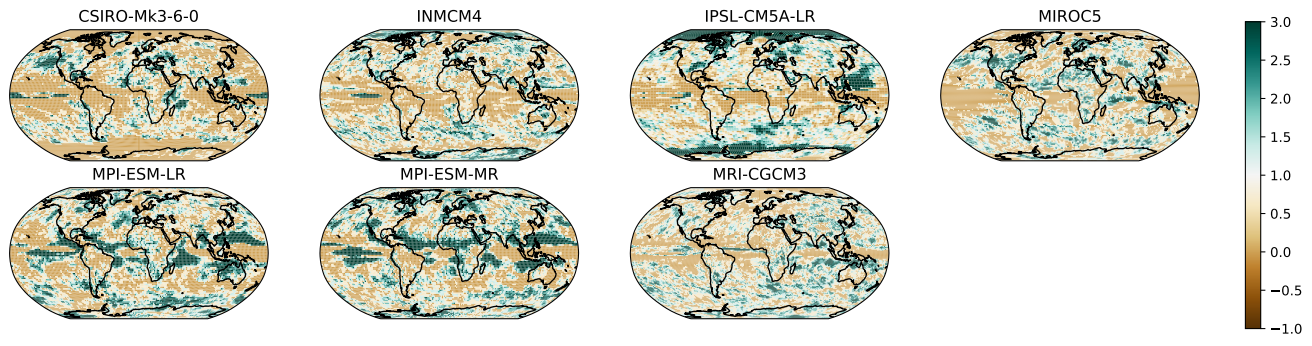 CSIRO-Mk3-6-0
INMCM4
IPSL-CM5A-LR
MIROC5
MPI-ESM-LR
MPI-ESM-MR
MRI-CGCM3
3.0
2.5
2.0
1.5
1.0
0.5
0.0
−0.5
−1.0